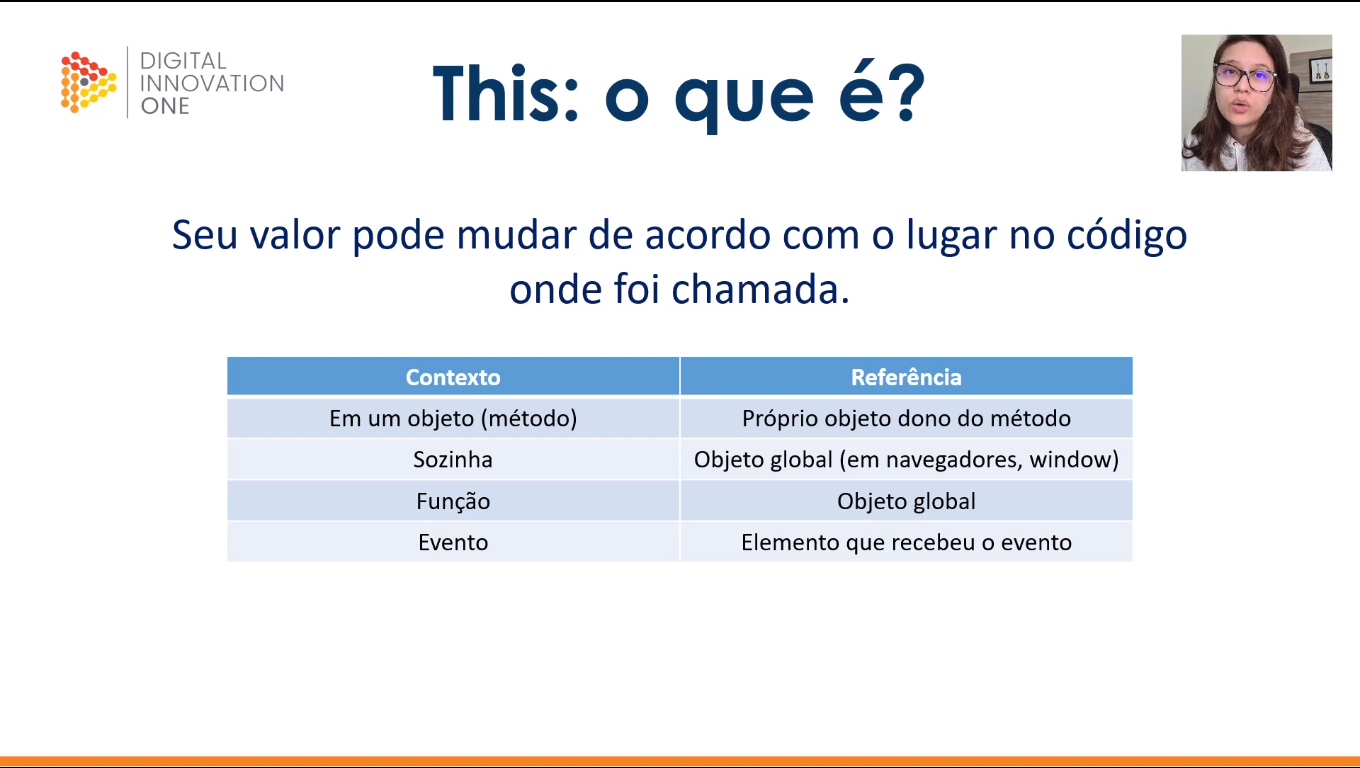 DIGITAL
INNOVATION
ONE
This: o que é?
Seu valor pode mudar de acordo com o lugar no código
onde foi chamada.
Contexto Referência
Em um objeto (método) Próprio objeto dono do método
Sozinha Objeto global (em navegadores, window)
Função Objeto global
Evento Elemento que recebeu o evento